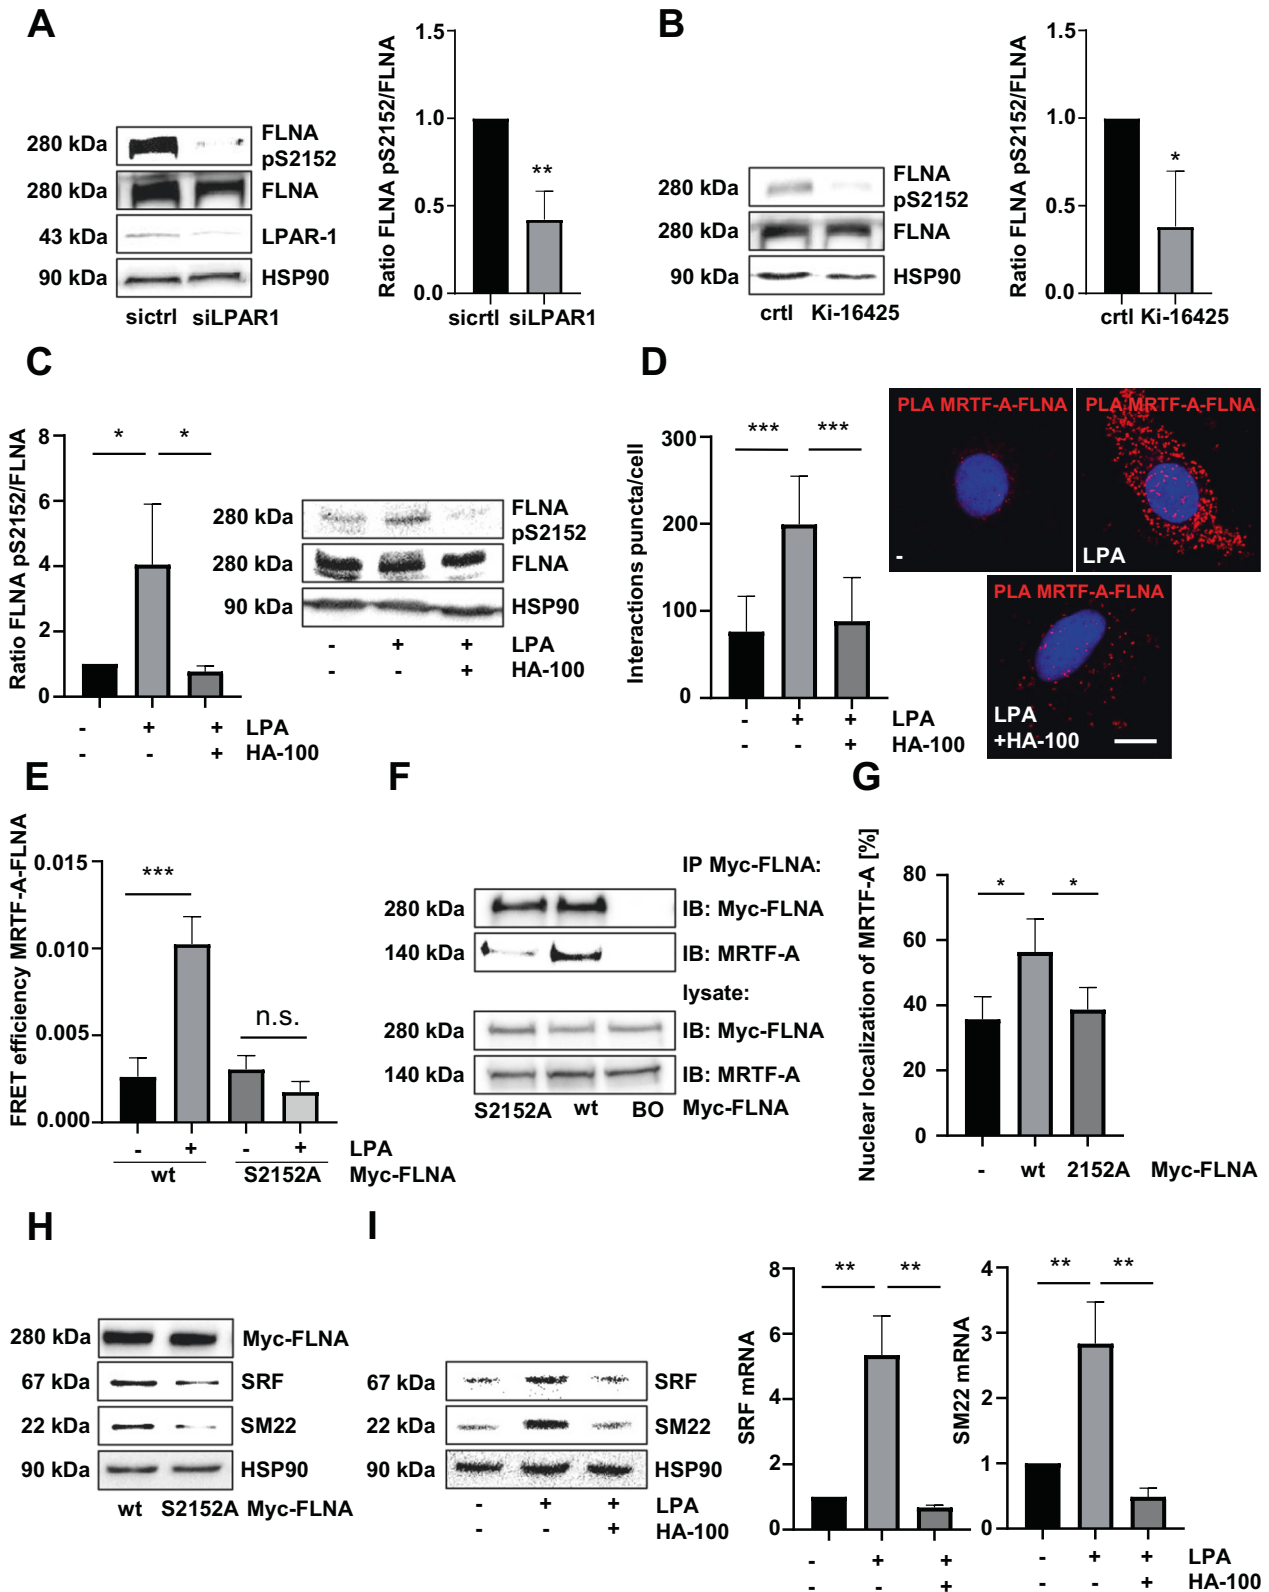 A
280 kDa
FLNA
pS2152
280 kDa
FLNA
43 kDa
LPAR-1
90 kDa
HSP90
sictrl siLPAR1
Ratio FLNA pS2152/FLNA
1.5
1.0
0.5
0.0
**
sicrtl siLPAR1
B
280 kDa
FLNA
pS2152
280 kDa
FLNA
90 kDa
HSP90
crtl Ki-16425
Ratio FLNA pS2152/FLNA
1.5
1.0
0.5
0.0
*
crtl Ki-16425
C
Ratio FLNA pS2152/FLNA
8
6
4
2
0
* *
- + + LPA
- - + HA-100
280 kDa
FLNA
pS2152
280 kDa
FLNA
90 kDa
HSP90
- + + LPA
- - + HA-100
D
Interactions puncta/cell
300
200
100
0
*** ***
- + + LPA
- - + HA-100
PLA MRTF-A-FLNA
-
PLA MRTF-A-FLNA
LPA
PLA MRTF-A-FLNA
LPA
+HA-100
E
FRET efficiency MRTF-A-FLNA
0.015
0.010
0.005
0.000
***
n.s.
- + - + LPA
wt S2152A Myc-FLNA
F
IP Myc-FLNA:
280 kDa
IB: Myc-FLNA
140 kDa
IB: MRTF-A
lysate:
280 kDa
IB: Myc-FLNA
140 kDa
IB: MRTF-A
S2152A wt BO Myc-FLNA
G
Nuclear localization of MRTF-A [%]
80
60
40
20
0
* *
- wt 2152A Myc-FLNA
H
280 kDa
Myc-FLNA
67 kDa
SRF
22 kDa
SM22
90 kDa
HSP90
wt S2152A Myc-FLNA
I
67 kDa
SRF
22 kDa
SM22
90 kDa
HSP90
- + + LPA
- - + HA-100
SRF mRNA
8
6
4
2
0
** **
- + +
- - +
SM22 mRNA
4
3
2
1
0
** **
- + + LPA
- - + HA-100